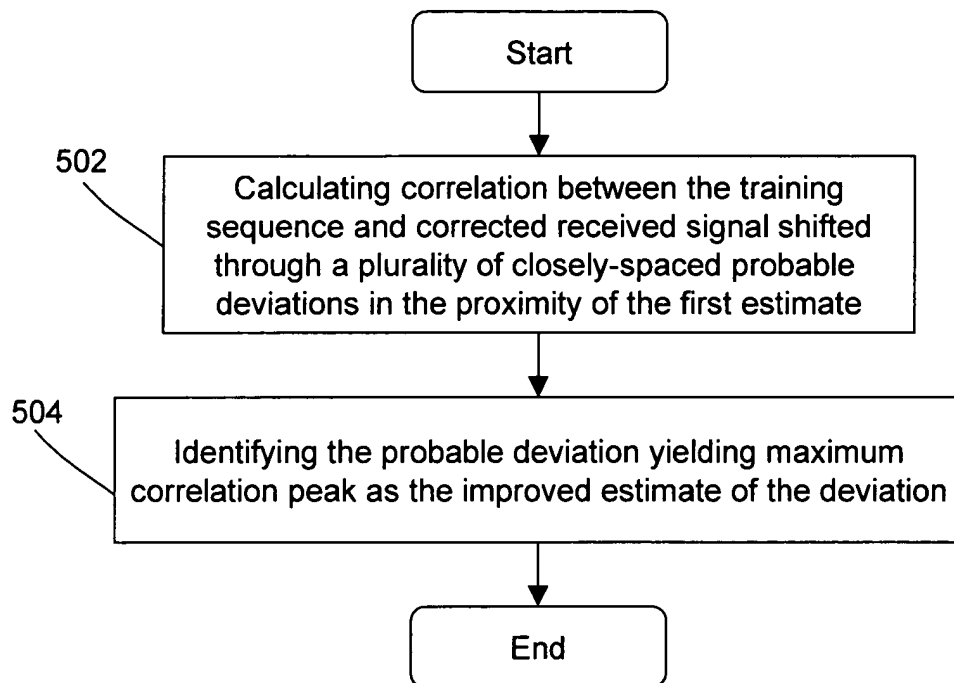 Start
502
Calculating correlation between the training
sequence and corrected received signal shifted
through a plurality of closely-spaced probable
deviations in the proximity of the first estimate
504
Identifying the probable deviation yielding maximum
correlation peak as the improved estimate of the deviation
End